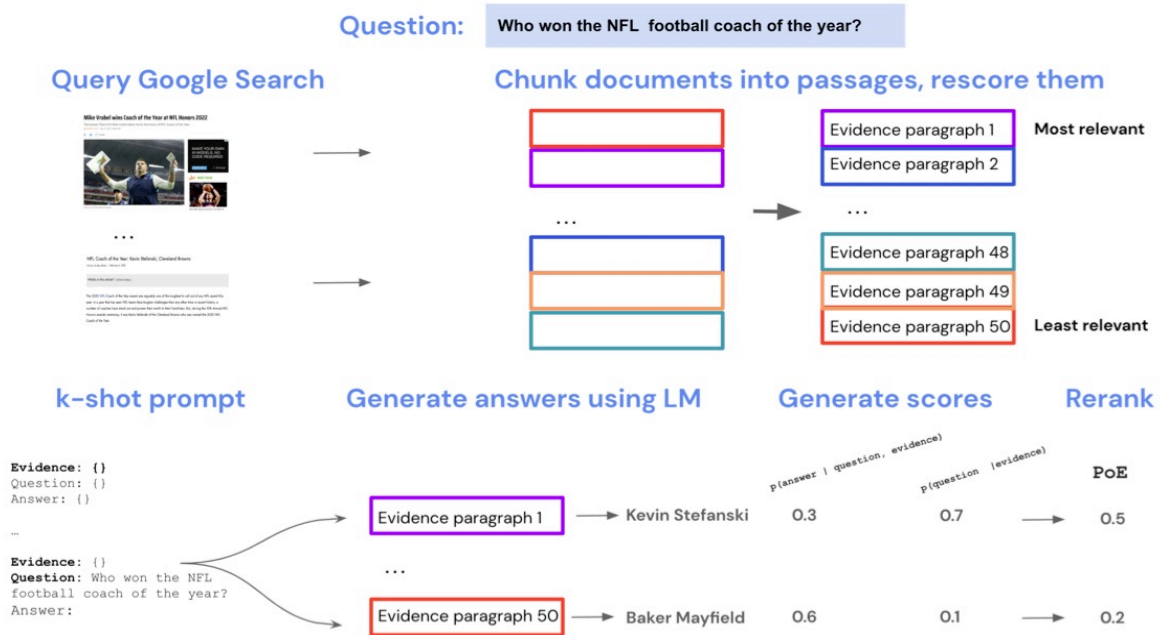 Question: Who won the NFL football coach of the year?
Query Google Search
Chunk documents into passages, rescore them
Mike Vrabel wins Coach of the Year at NFL Honors 2022
...
NFL Coach of the Year: Kevin Stefanski, Cleveland Browns
Evidence paragraph 1
Most relevant
Evidence paragraph 2
...
...
Evidence paragraph 48
Evidence paragraph 49
Evidence paragraph 50
Least relevant
k-shot prompt
Generate answers using LM
Generate scores
Rerank
Evidence: {}
Question: {}
Answer: {}
…
Evidence: {}
Question: Who won the NFL
football coach of the year?
Answer:
p(answer | question, evidence)
p(question |evidence)
PoE
Evidence paragraph 1
Kevin Stefanski
0.3
0.7
0.5
...
Evidence paragraph 50
Baker Mayfield
0.6
0.1
0.2